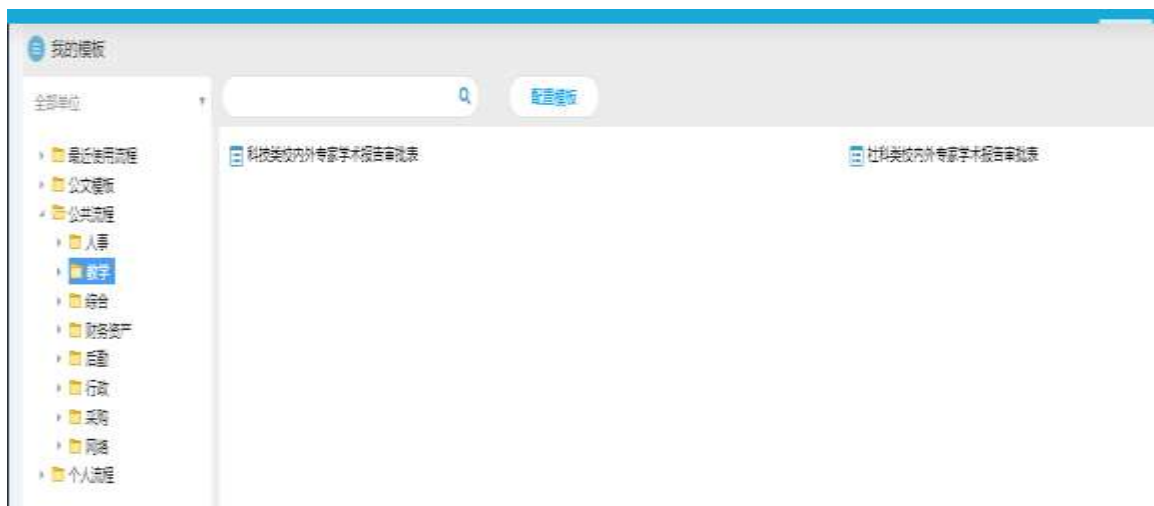 我的模板
全部单位
配置模板
最近使用流程
公文模板
公共流程
人事
教学
综合
财务资产
后勤
行政
采购
网络
个人流程
科技类校内外专家学术报告审批表
社科类校内外专家学术报告审批表